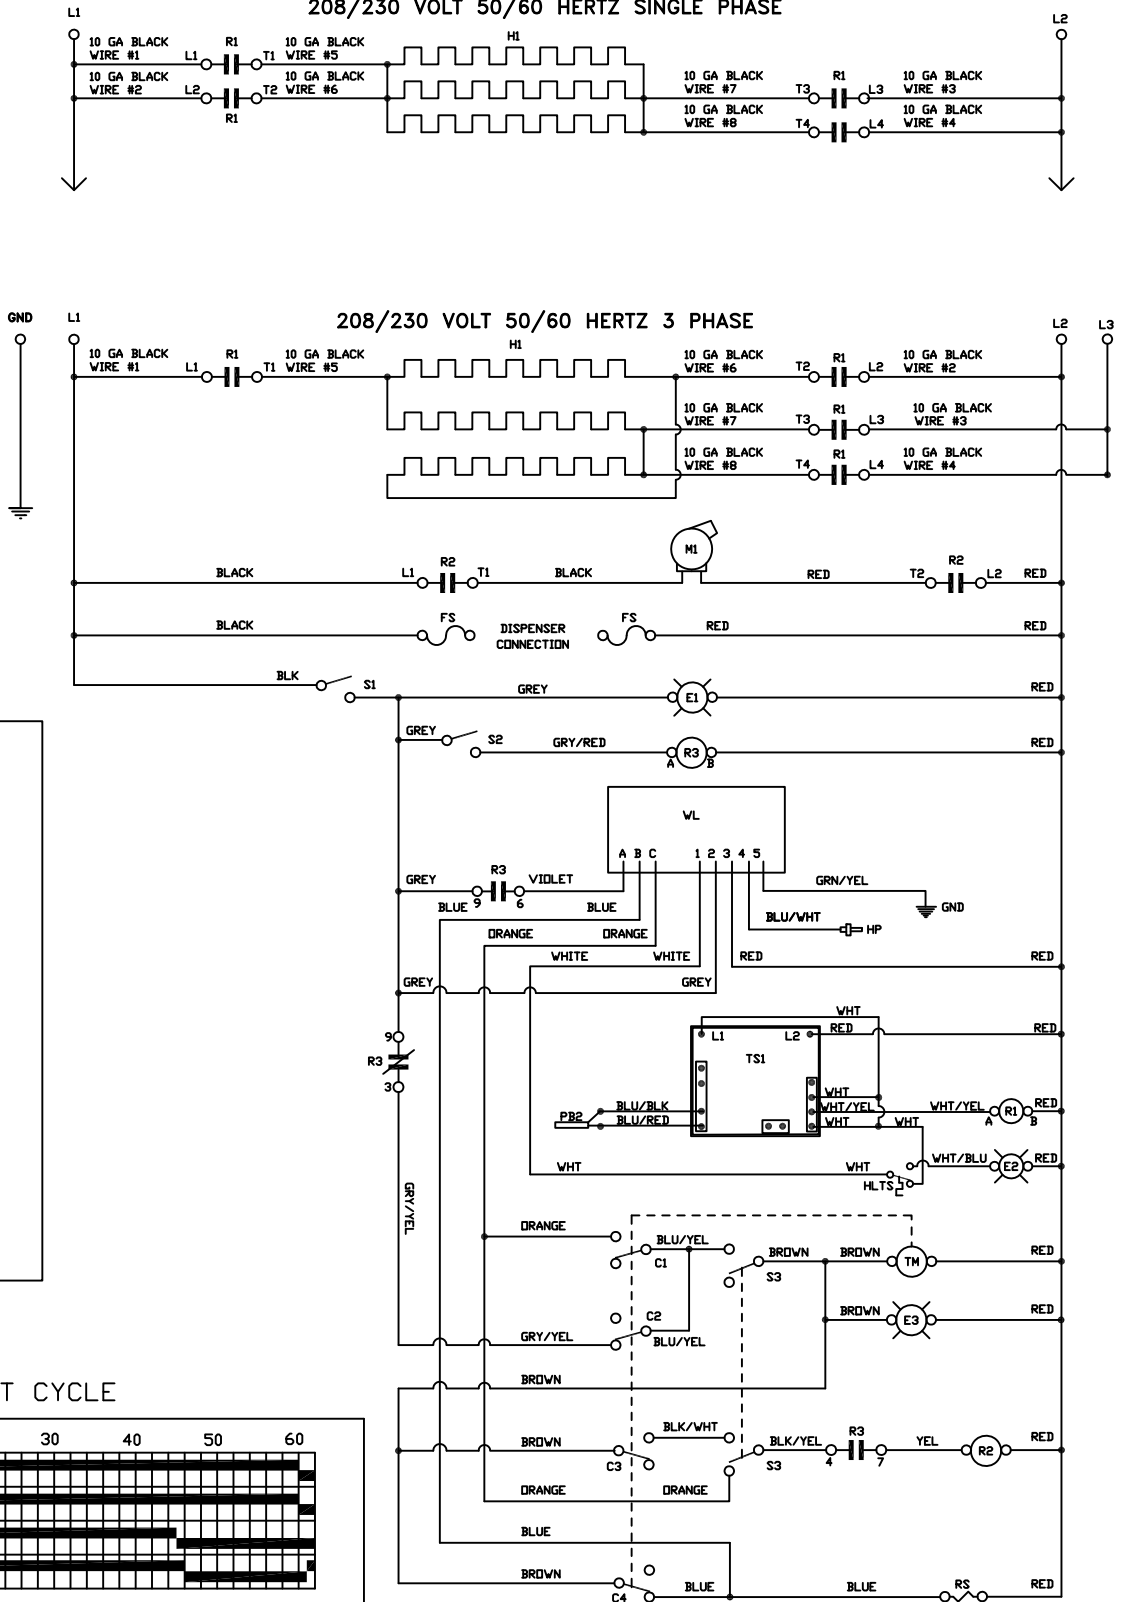 208/230 VOLT 50/60 HERTZ SINGLE PHASE
L1
L2
H1
10 GA BLACK
WIRE #1
L1
R1
T1
10 GA BLACK
WIRE #5
10 GA BLACK
WIRE #2
L2
R1
T2
10 GA BLACK
WIRE #6
10 GA BLACK
WIRE #7
T3
R1
L3
10 GA BLACK
WIRE #3
10 GA BLACK
WIRE #8
T4
L4
10 GA BLACK
WIRE #4
GND
L1
208/230 VOLT 50/60 HERTZ 3 PHASE
L2
L3
H1
10 GA BLACK
WIRE #1
L1
R1
T1
10 GA BLACK
WIRE #5
10 GA BLACK
WIRE #6
T2
R1
L2
10 GA BLACK
WIRE #2
10 GA BLACK
WIRE #7
T3
R1
L3
10 GA BLACK
WIRE #3
10 GA BLACK
WIRE #8
T4
R1
L4
10 GA BLACK
WIRE #4
BLACK
L1
R2
T1
BLACK
M1
RED
T2
R2
L2
RED
BLACK
FS
DISPENSER
CONNECTION
FS
RED
RED
BLK
S1
GREY
E1
RED
GREY
S2
GRY/RED
R3
A
B
RED
WL
A B C 1 2 3 4 5
GREY
R3
9
6
VIOLET
GRN/YEL
GND
BLUE
BLUE
BLU/WHT
HP
ORANGE
ORANGE
WHITE
WHITE
RED
RED
GREY
GREY
WHT
RED
RED
L1
L2
TS1
9
R3
3
WHT
BLU/BLK
PB2
BLU/RED
WHT/YEL
WHT/YEL
A
R1
B
RED
WHT
WHT
WHT
WHT
HLTS
WHT/BLU
E2
RED
GRY/YEL
ORANGE
C1
BLU/YEL
BROWN
S3
BROWN
TM
RED
C2
GRY/YEL
BLU/YEL
BROWN
E3
RED
BROWN
T CYCLE
30 40 50 60
BROWN
C3
BLK/WHT
S3
BLK/YEL
4
R3
7
YEL
R2
RED
ORANGE
ORANGE
BLUE
BROWN
C4
BLUE
BLUE
RS
RED